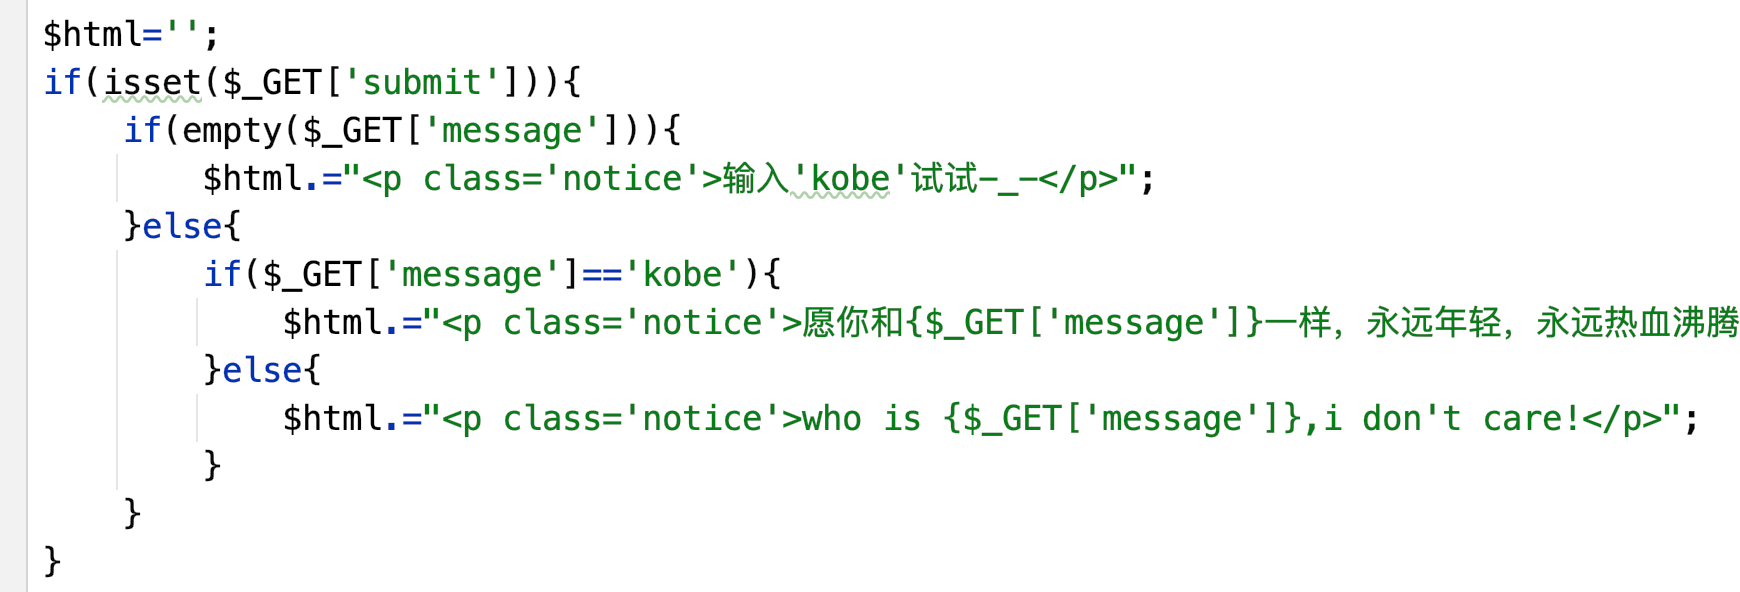 $html='';
if(isset($_GET['submit'])){
    if(empty($_GET['message'])){
        $html.="<p class='notice'>输入'kobe'试试-_-</p>";
    }else{
        if($_GET['message']=='kobe'){
            $html.="<p class='notice'>愿你和{$_GET['message']}一样，永远年轻，永远热血沸腾
        }else{
            $html.="<p class='notice'>who is {$_GET['message']},i don't care!</p>";
        }
    }
}